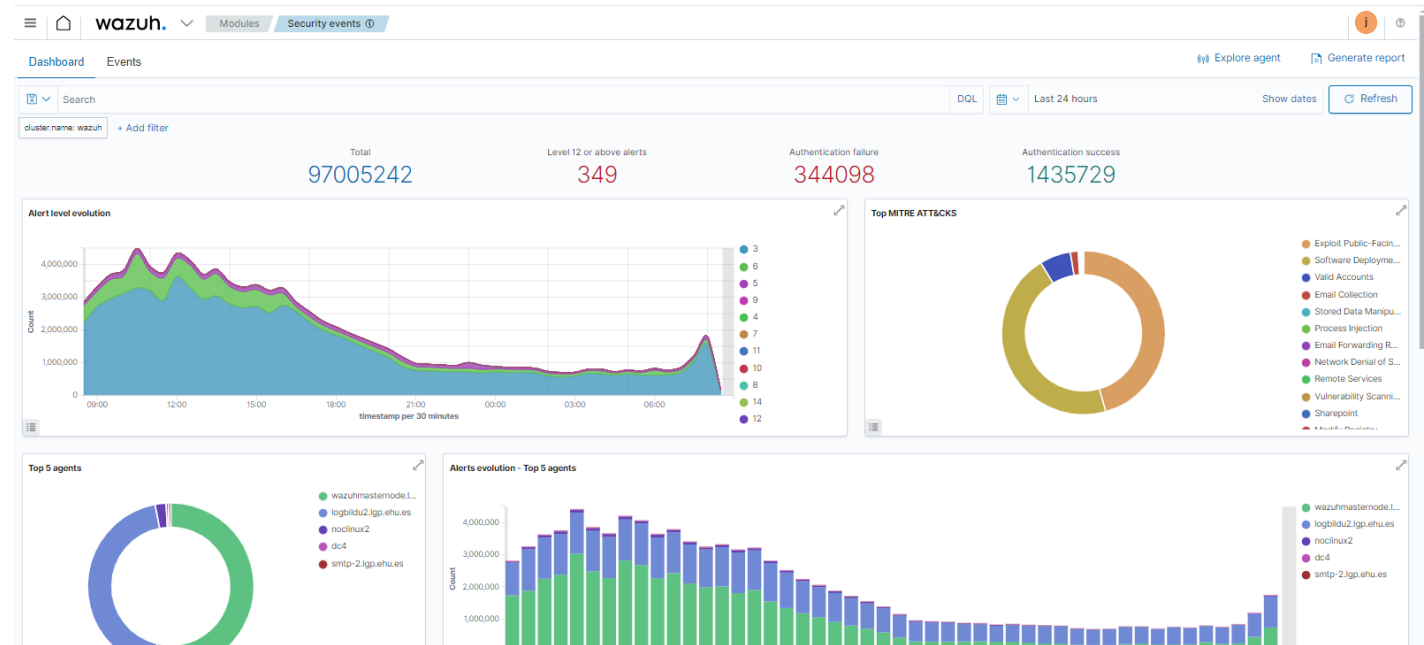 wazuh. Modules Security events j
Dashboard Events Explore agent Generate report
Search DQL Last 24 hours Show dates Refresh
cluster.name: wazuh + Add filter
Total Level 12 or above alerts Authentication failure Authentication success
97005242 349 344098 1435729
Alert level evolution
Count
4,000,000
3,000,000
2,000,000
1,000,000
0
09:00 12:00 15:00 18:00 21:00 00:00 03:00 06:00
timestamp per 30 minutes
3
6
5
9
4
7
11
10
8
14
12
Top MITRE ATT&CKS
Exploit Public-Facin...
Software Deployme...
Valid Accounts
Email Collection
Stored Data Manipu...
Process Injection
Email Forwarding R...
Network Denial of S...
Remote Services
Vulnerability Scanni...
Sharepoint
Modify Registry
Top 5 agents
wazuhmasternode.l...
logbildu2.lgp.ehu.es
noclinux2
dc4
smtp-2.lgp.ehu.es
Alerts evolution - Top 5 agents
Count
4,000,000
3,000,000
2,000,000
1,000,000
wazuhmasternode.l...
logbildu2.lgp.ehu.es
noclinux2
dc4
smtp-2.lgp.ehu.es